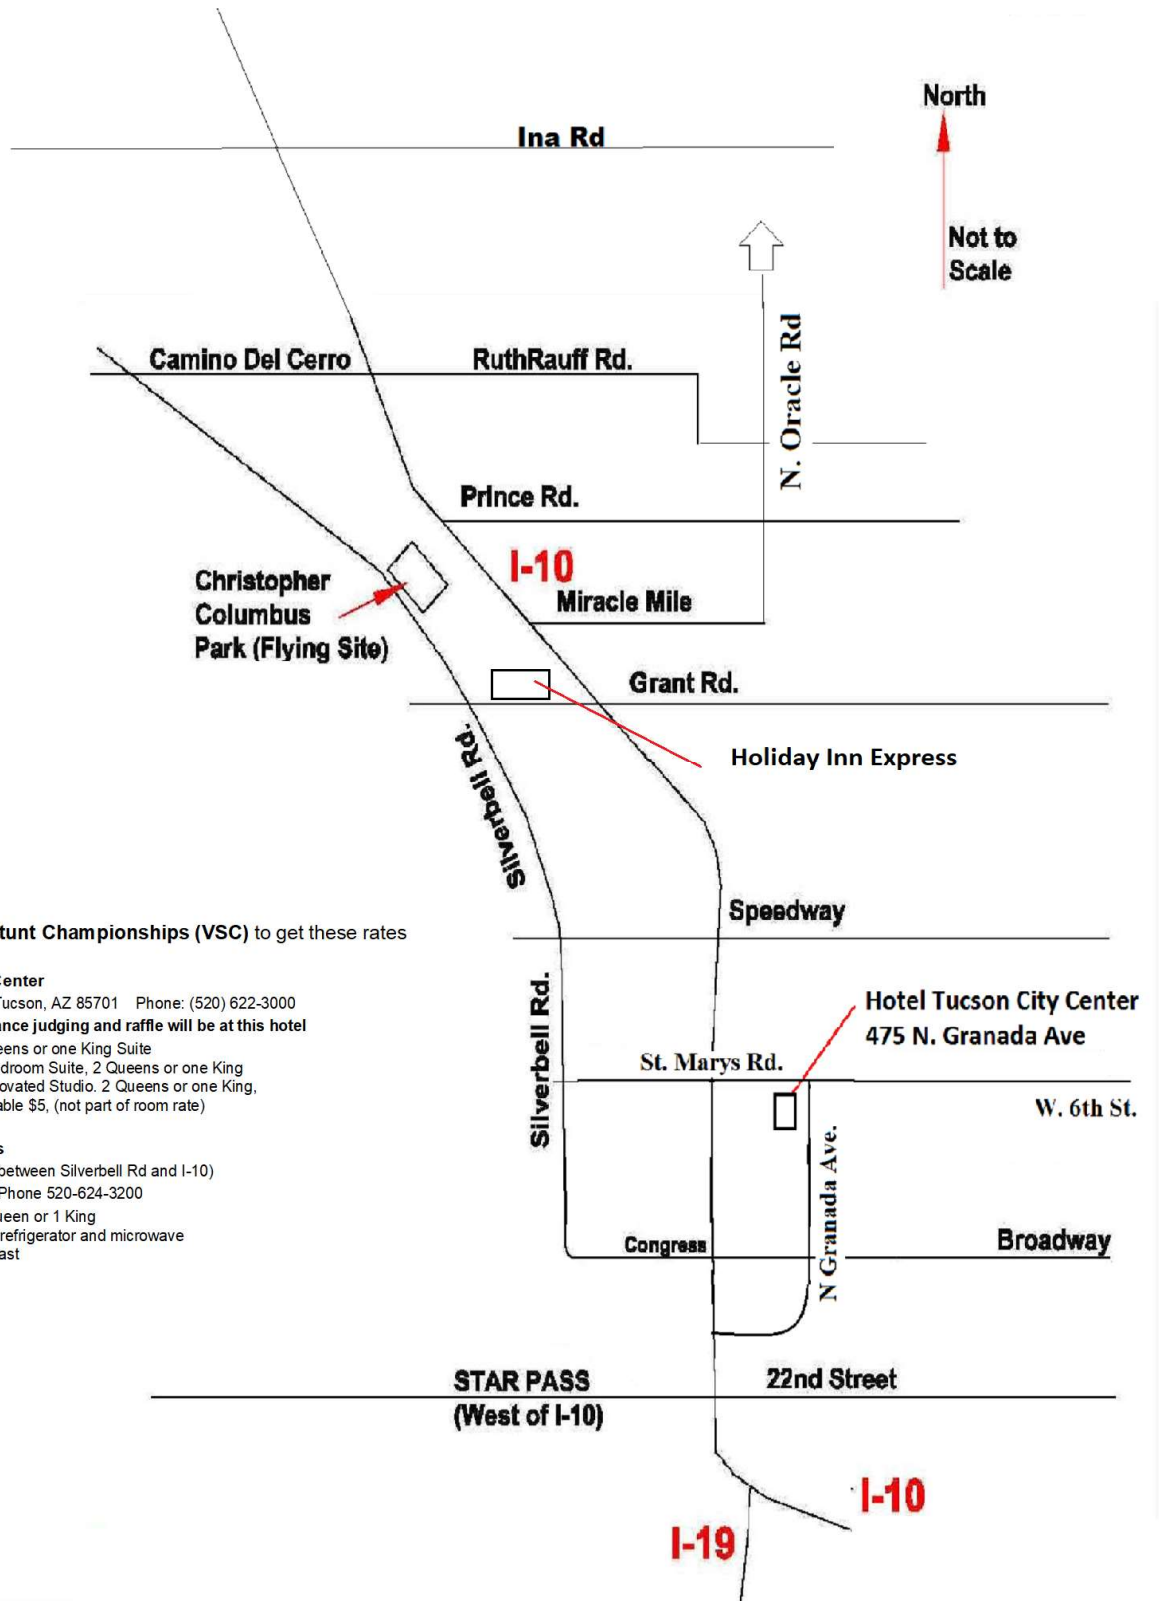 North
Ina Rd
Not to
Scale
N. Oracle Rd
Camino Del Cerro
RuthRauff Rd.
Prince Rd.
I-10
Christopher
Columbus
Park (Flying Site)
Miracle Mile
Grant Rd.
Silverbell Rd.
Holiday Inn Express
Speedway
tunt Championships (VSC) to get these rates
Center
Tucson, AZ 85701 Phone: (520) 622-3000
ance judging and raffle will be at this hotel
eens or one King Suite
droom Suite, 2 Queens or one King
ovated Studio. 2 Queens or one King,
able $5, (not part of room rate)
s
between Silverbell Rd and I-10)
Phone 520-624-3200
ueen or 1 King
refrigerator and microwave
ast
Silverbell Rd.
Hotel Tucson City Center
475 N. Granada Ave
St. Marys Rd.
W. 6th St.
N Granada Ave.
Congress
Broadway
STAR PASS
(West of I-10)
22nd Street
I-10
I-19